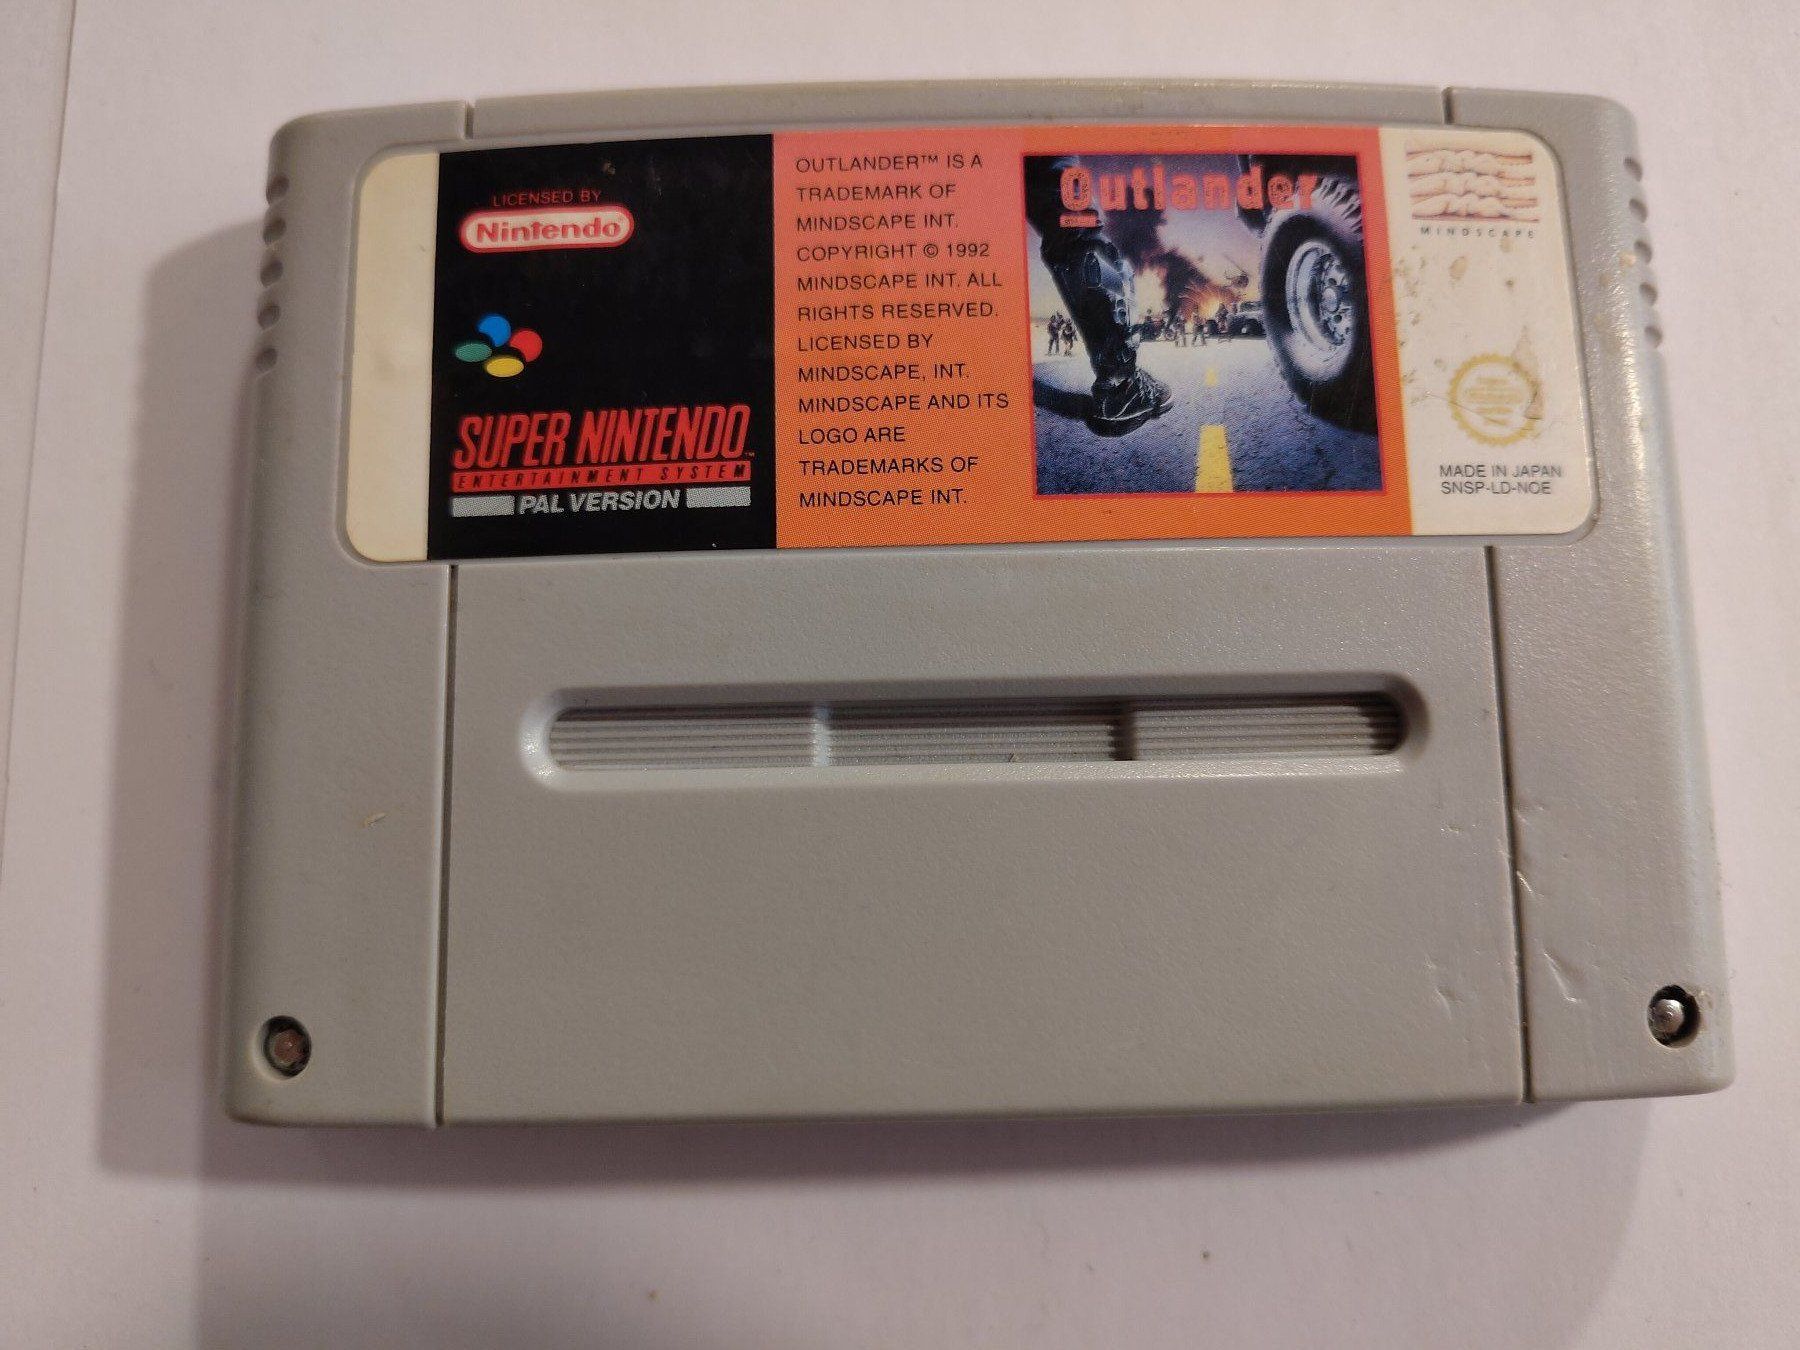 LICENSED BY
Nintendo
SUPER NINTENDO™
ENTERTAINMENT SYSTEM
PAL VERSION
OUTLANDER™ IS A
TRADEMARK OF
MINDSCAPE INT.
COPYRIGHT © 1992
MINDSCAPE INT. ALL
RIGHTS RESERVED.
LICENSED BY
MINDSCAPE, INT.
MINDSCAPE AND ITS
LOGO ARE
TRADEMARKS OF
MINDSCAPE INT.
Outlander
MINDSCAPE
MADE IN JAPAN
SNSP-LD-NOE